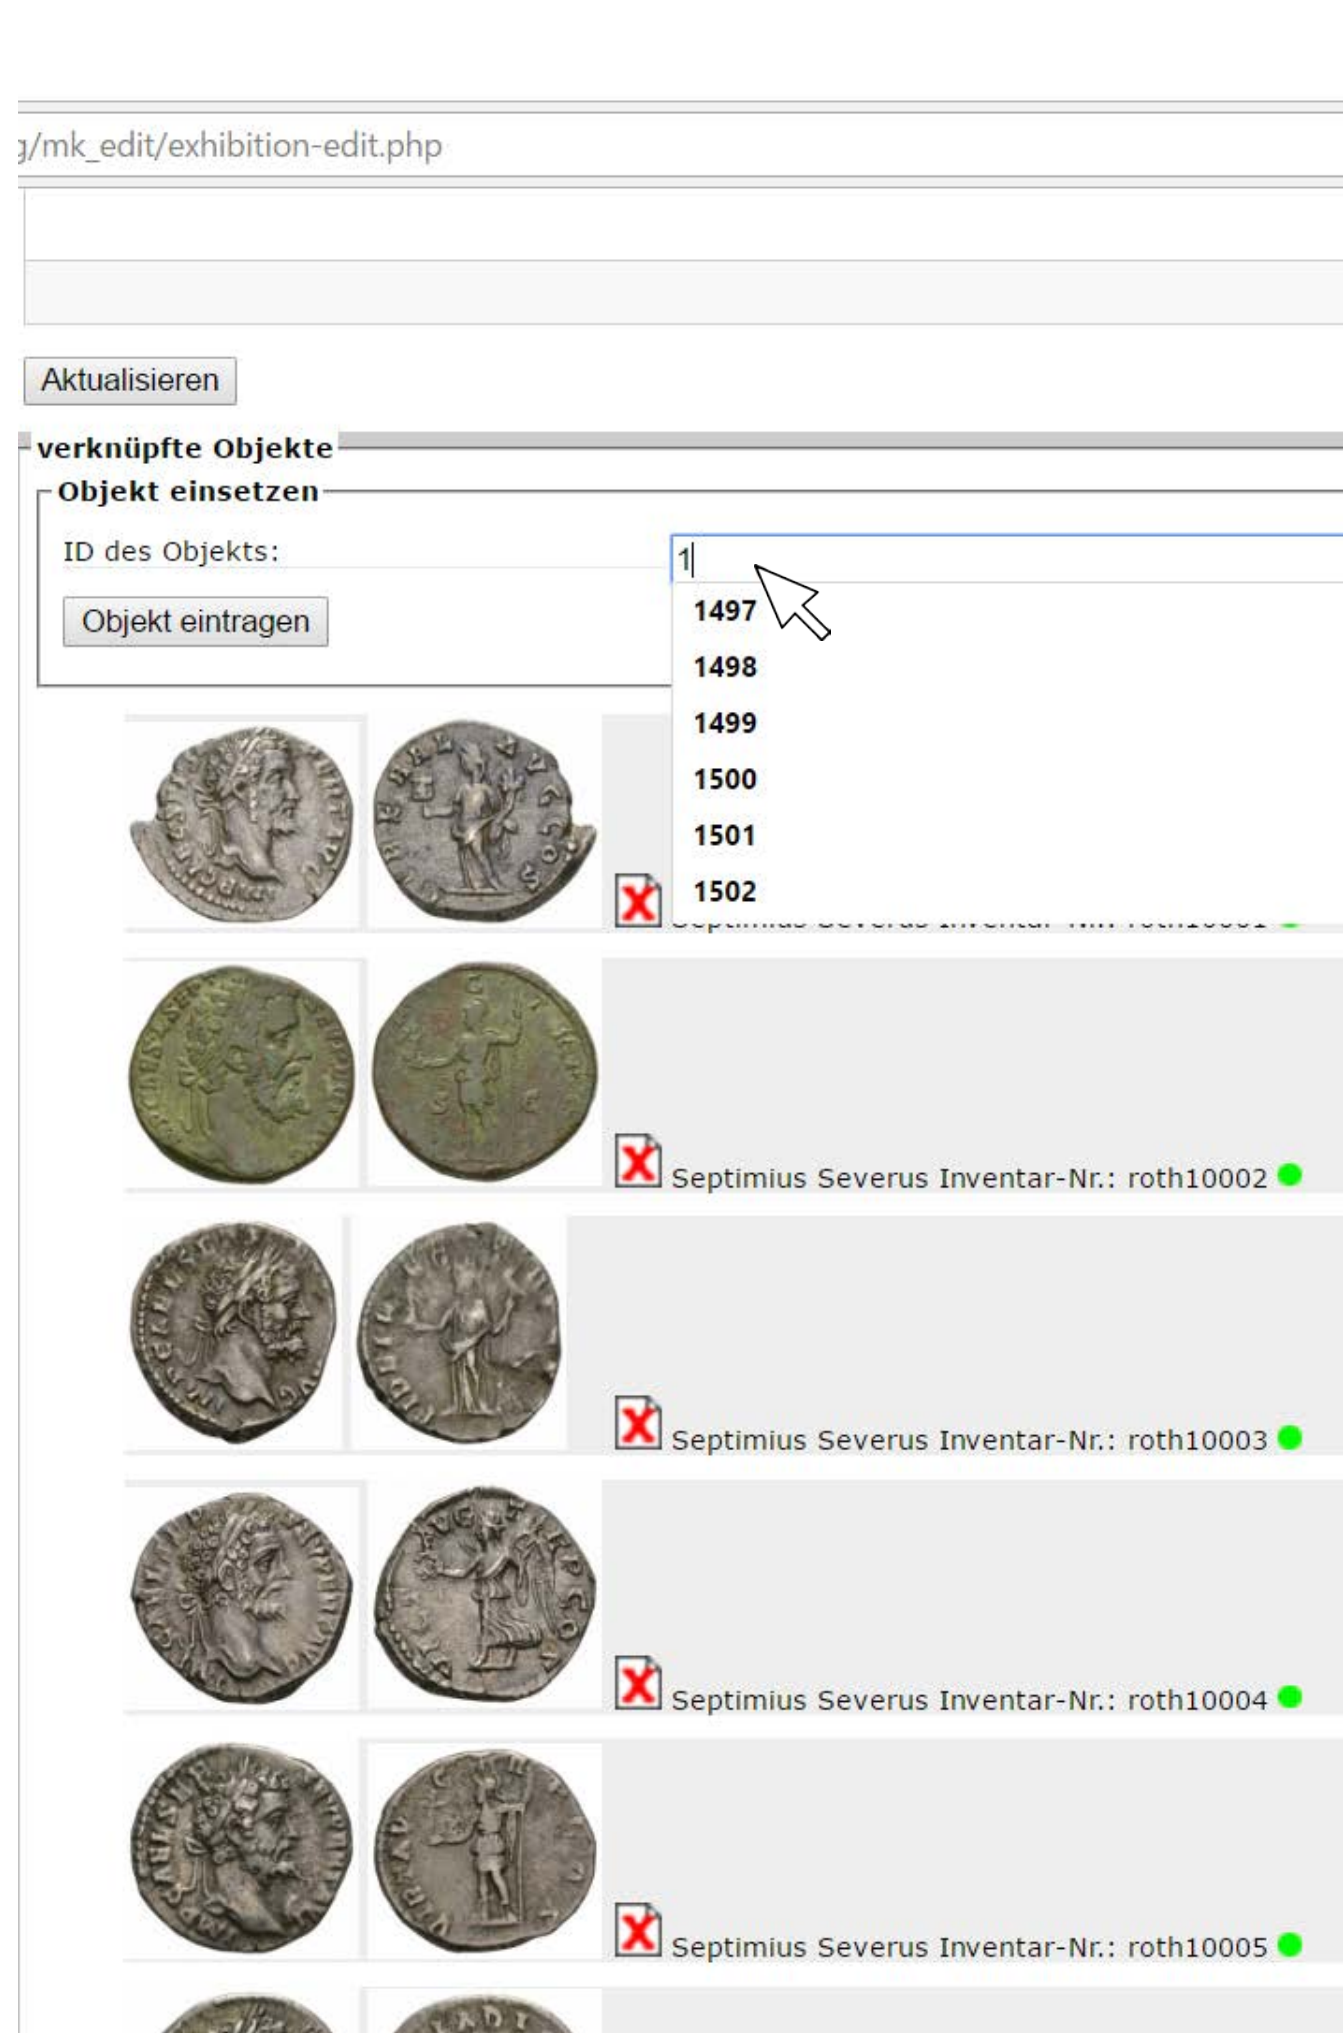 g/mk_edit/exhibition-edit.php
Aktualisieren
verknüpfte Objekte
Objekt einsetzen
ID des Objekts:
1
Objekt eintragen
1497
1498
1499
1500
1501
1502
Septimius Severus Inventar-Nr.: roth10002
Septimius Severus Inventar-Nr.: roth10003
Septimius Severus Inventar-Nr.: roth10004
Septimius Severus Inventar-Nr.: roth10005